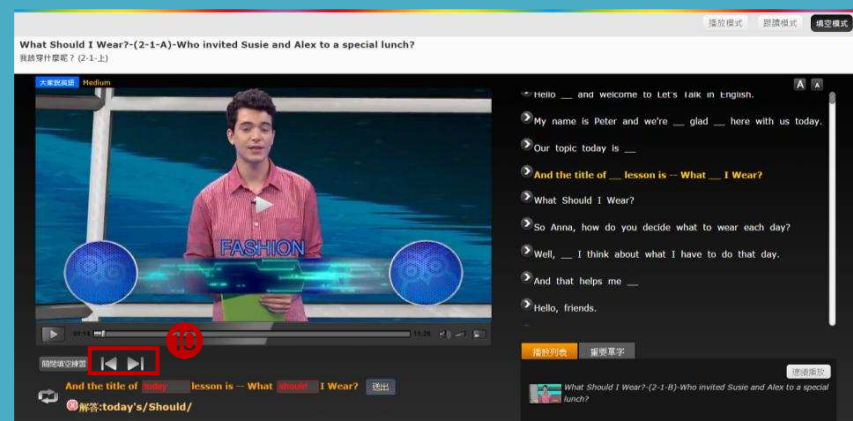 播放模式 跟讀模式 填空模式
What Should I Wear?-(2-1-A)-Who invited Susie and Alex to a special lunch?
我該穿什麼呢？ (2-1-上)
大家說英語 Medium
A A
Hello __ and welcome to Let's Talk in English.
My name is Peter and we're __ glad __ here with us today.
Our topic today is __
And the title of __ lesson is -- What __ I Wear?
What Should I Wear?
So Anna, how do you decide what to wear each day?
Well, __ I think about what I have to do that day.
And that helps me __
Hello, friends.
FASHION
10
播放列表 重要單字
連續播放
What Should I Wear?-(2-1-B)-Who invited Susie and Alex to a special
lunch?
And the title of today lesson is -- What should I Wear? 送出
解答:today's/Should/